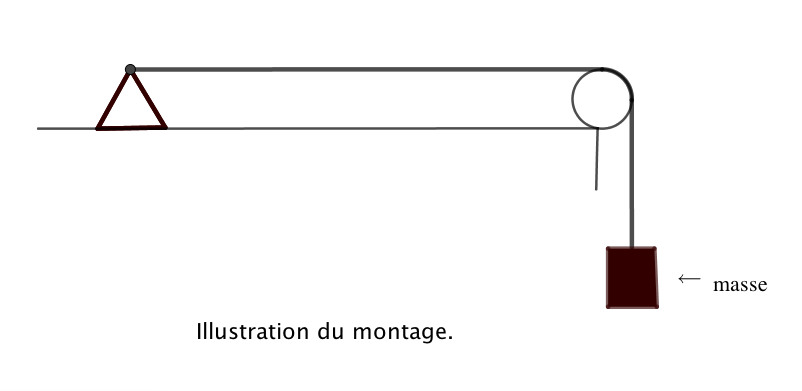 ← masse
Illustration du montage.